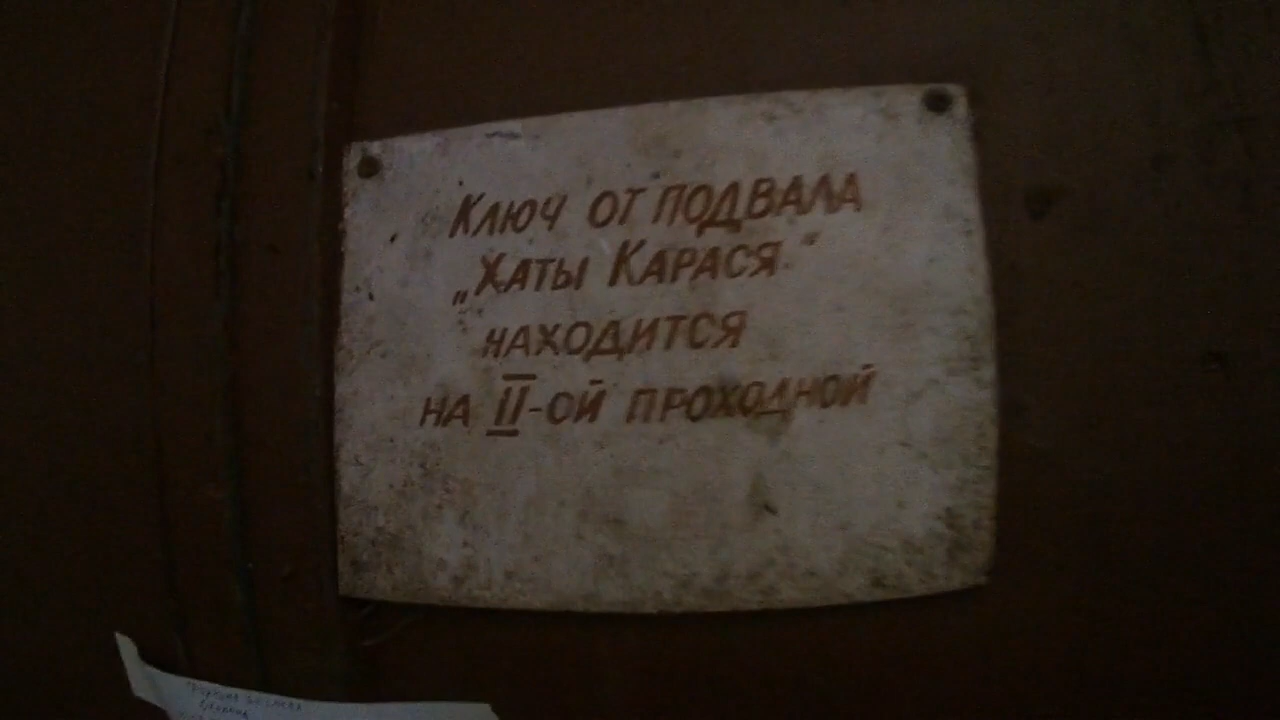 Ключ от подвала
„Хаты Карася“
находится
на II-ой проходной